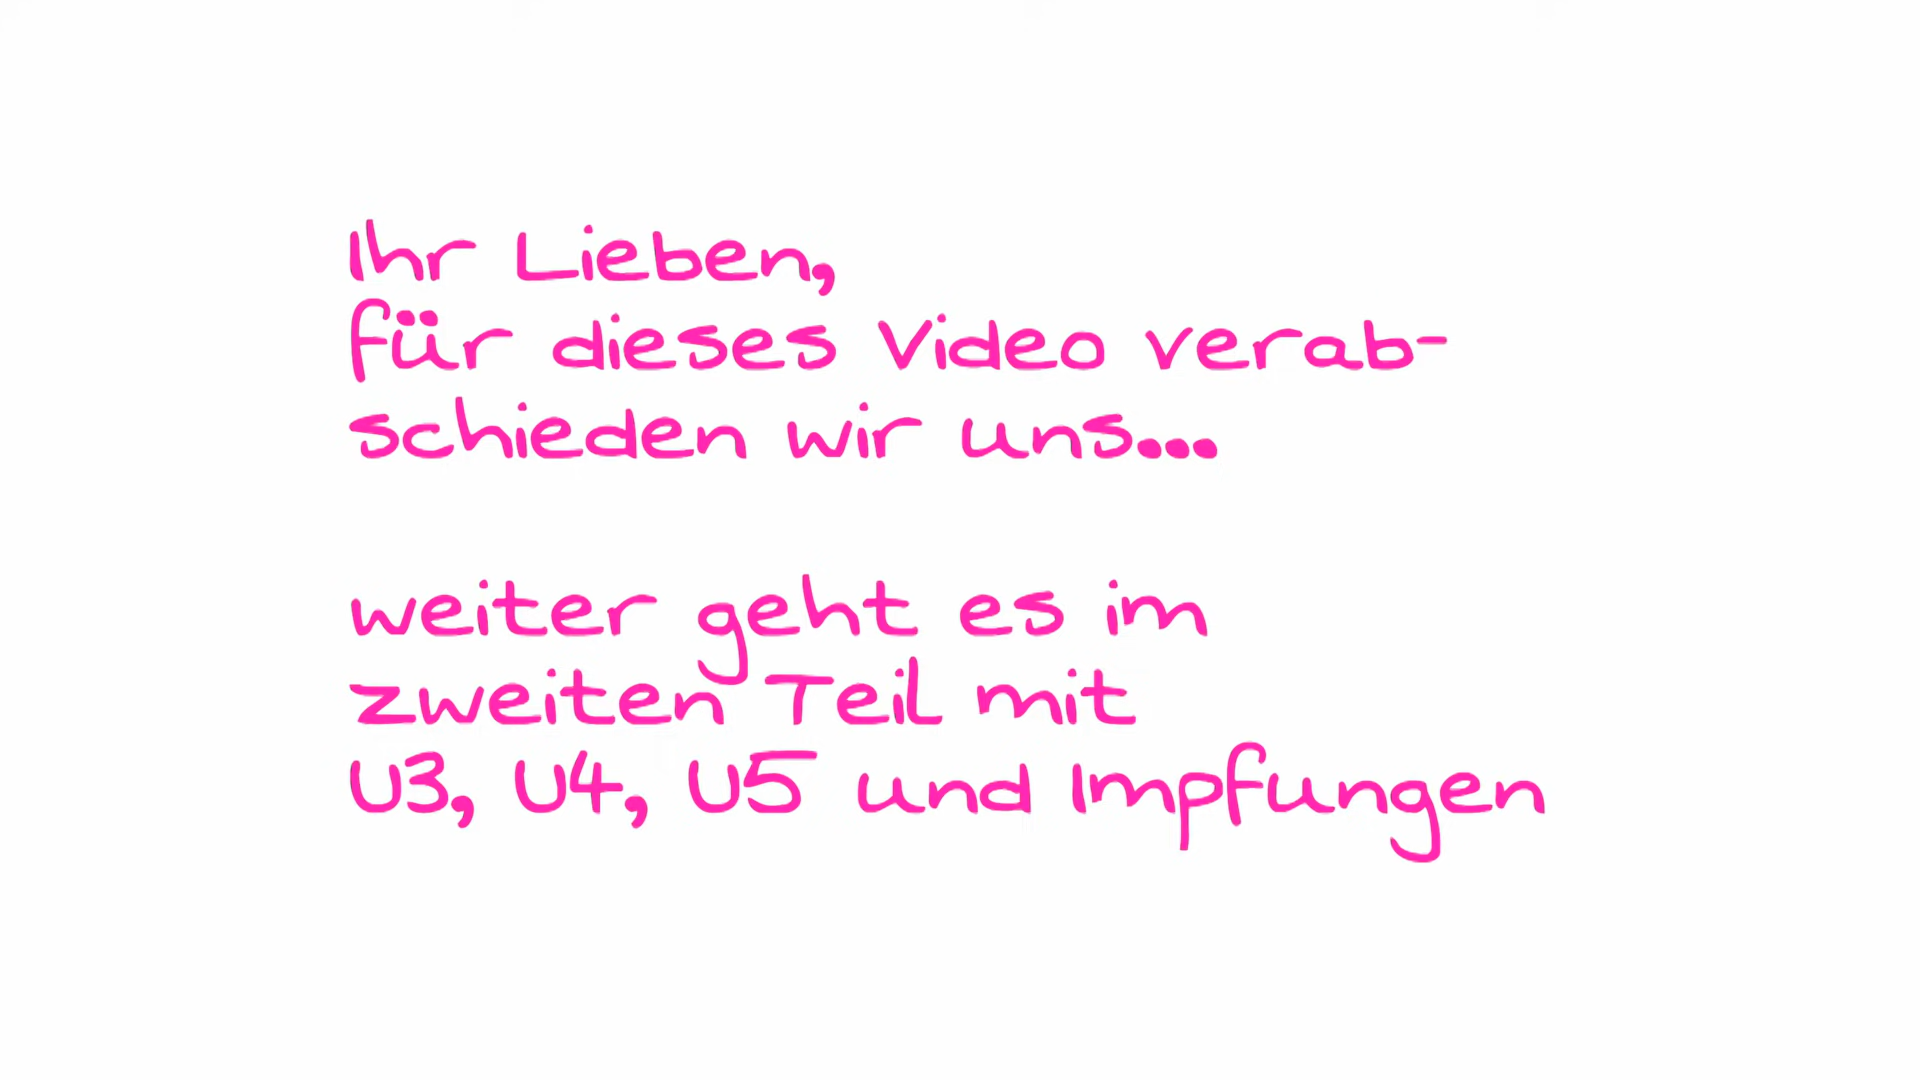 Ihr Lieben,
für dieses Video verab-
schieden wir uns...
weiter geht es im
zweiten Teil mit
U3, U4, U5 und Impfungen